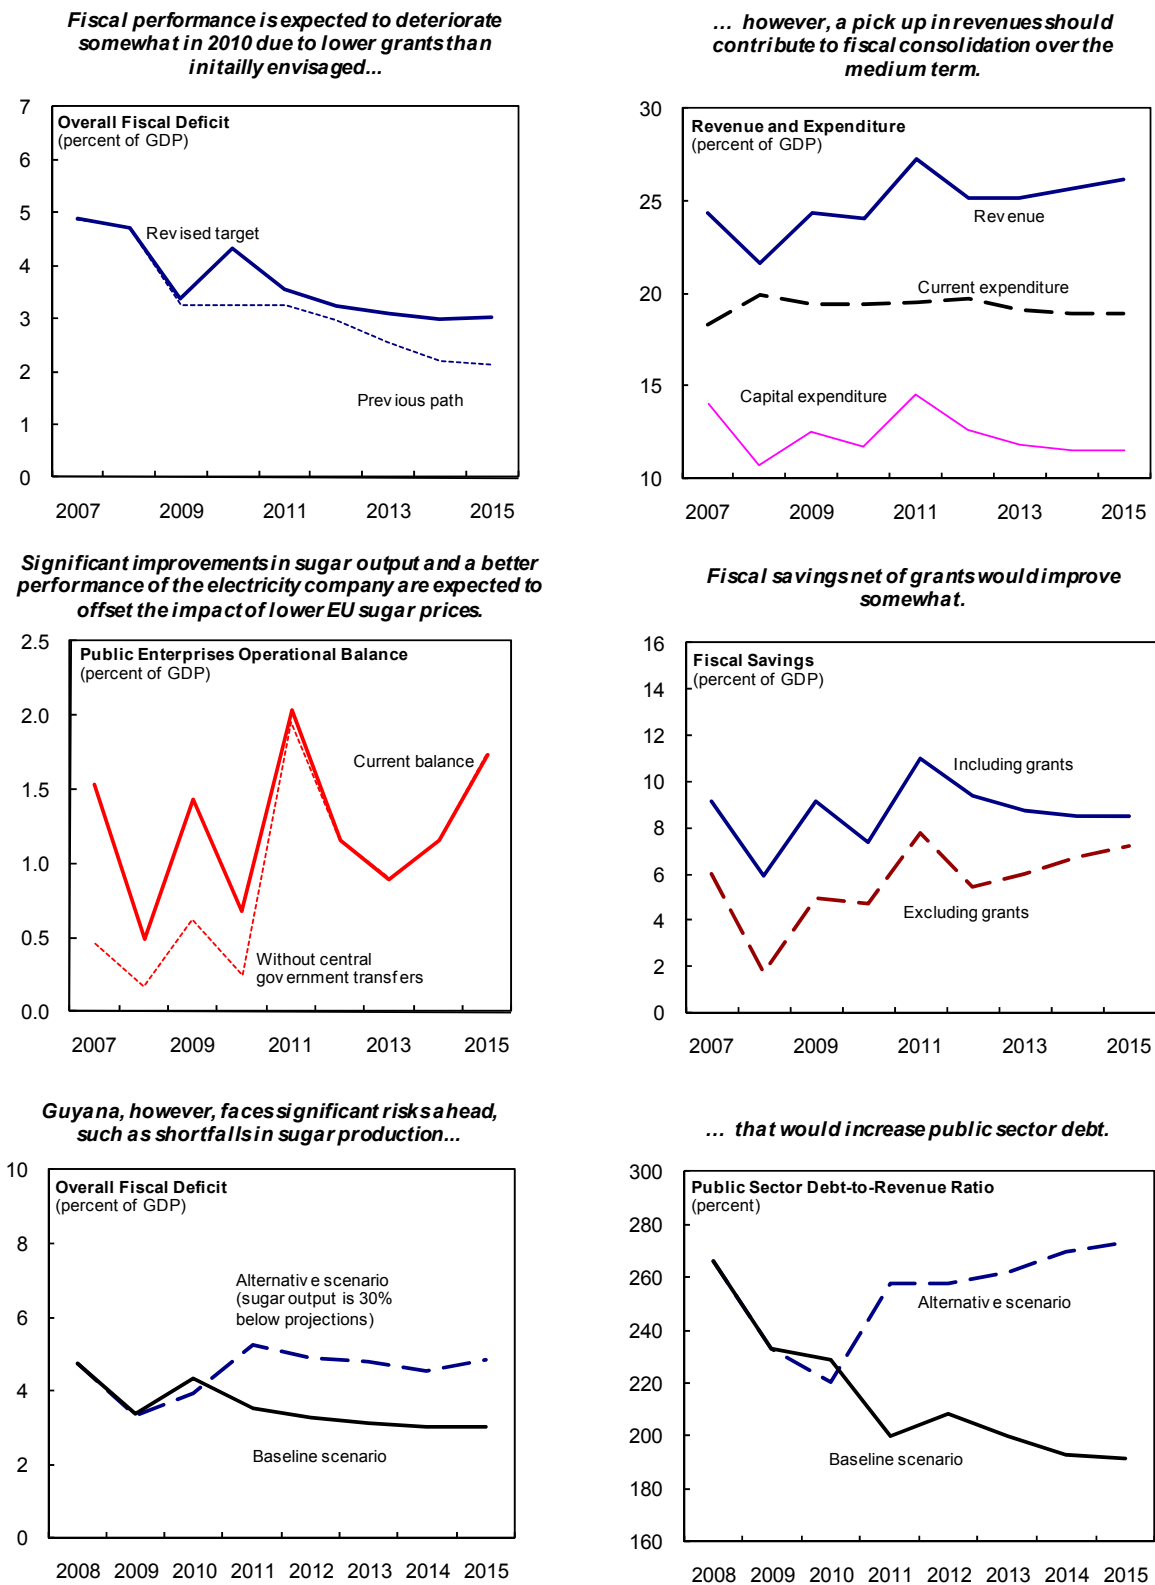 Fiscal performance is expected to deteriorate
somewhat in 2010 due to lower grants than
initailly envisaged...
7
6
5
4
3
2
1
0
Overall Fiscal Deficit
(percent of GDP)
Revised target
Previous path
2007 2009 2011 2013 2015
... however, a pick up in revenues should
contribute to fiscal consolidation over the
medium term.
30
25
20
15
10
Revenue and Expenditure
(percent of GDP)
Revenue
Current expenditure
Capital expenditure
2007 2009 2011 2013 2015
Significant improvements in sugar output and a better
performance of the electricity company are expected to
offset the impact of lower EU sugar prices.
2.5
2.0
1.5
1.0
0.5
0.0
Public Enterprises Operational Balance
(percent of GDP)
Current balance
Without central
government transfers
2007 2009 2011 2013 2015
Fiscal savings net of grants would improve
somewhat.
16
14
12
10
8
6
4
2
0
Fiscal Savings
(percent of GDP)
Including grants
Excluding grants
2007 2009 2011 2013 2015
Guyana, however, faces significant risks ahead,
such as shortfalls in sugar production...
10
8
6
4
2
0
Overall Fiscal Deficit
(percent of GDP)
Alternative scenario
(sugar output is 30%
below projections)
Baseline scenario
2008 2009 2010 2011 2012 2013 2014 2015
... that would increase public sector debt.
300
280
260
240
220
200
180
160
Public Sector Debt-to-Revenue Ratio
(percent)
Alternative scenario
Baseline scenario
2008 2009 2010 2011 2012 2013 2014 2015